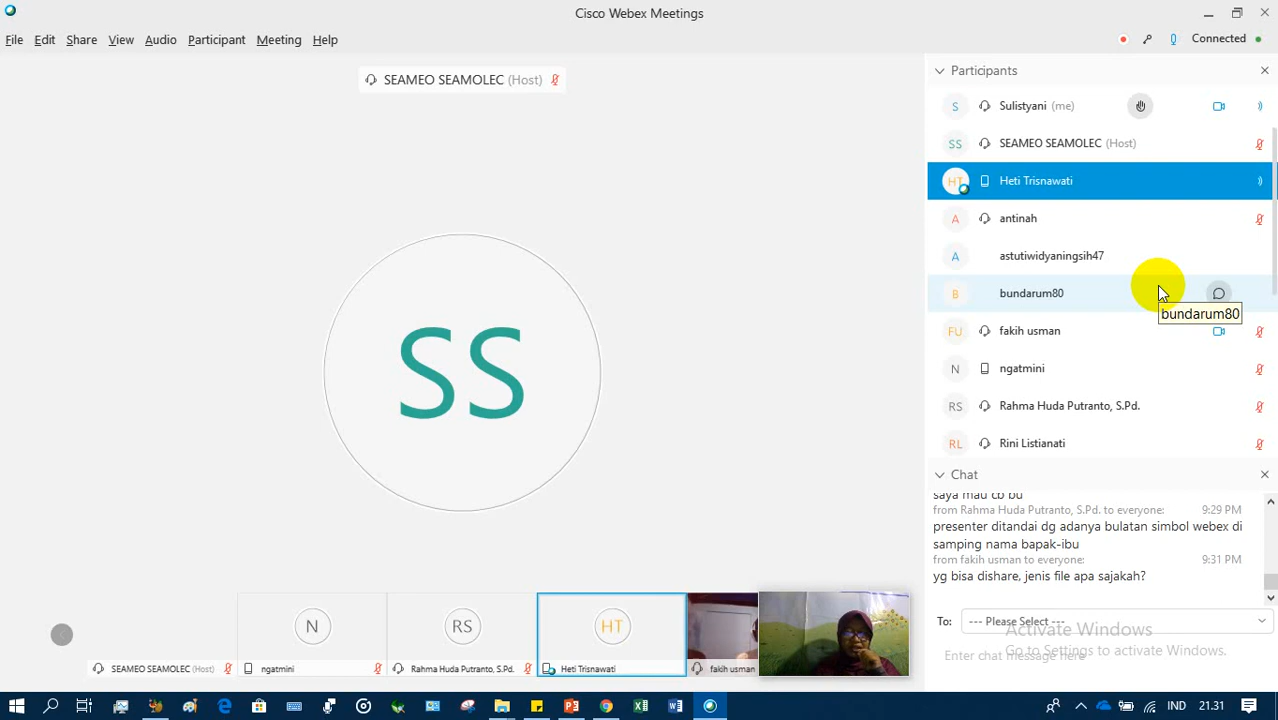 Cisco Webex Meetings
File Edit Share View Audio Participant Meeting Help
Connected
SEAMEO SEAMOLEC (Host)
SS
SEAMEO SEAMOLEC (Host)
N
ngatmini
RS
Rahma Huda Putranto, S.Pd.
HT
Heti Trisnawati
fakih usman
Participants
S Sulistyani (me)
SS SEAMEO SEAMOLEC (Host)
HT Heti Trisnawati
A antinah
A astutiwidyaningsih47
B bundarum80
bundarum80
FU fakih usman
N ngatmini
RS Rahma Huda Putranto, S.Pd.
RL Rini Listianati
Chat
saya mau cb bu
from Rahma Huda Putranto, S.Pd. to everyone: 9:29 PM
presenter ditandai dg adanya bulatan simbol webex di
samping nama bapak-ibu
from fakih usman to everyone: 9:31 PM
yg bisa dishare, jenis file apa sajakah?
To: --- Please Select ---
Activate Windows
Enter chat message here
Go to Settings to activate Windows.
IND 21.31